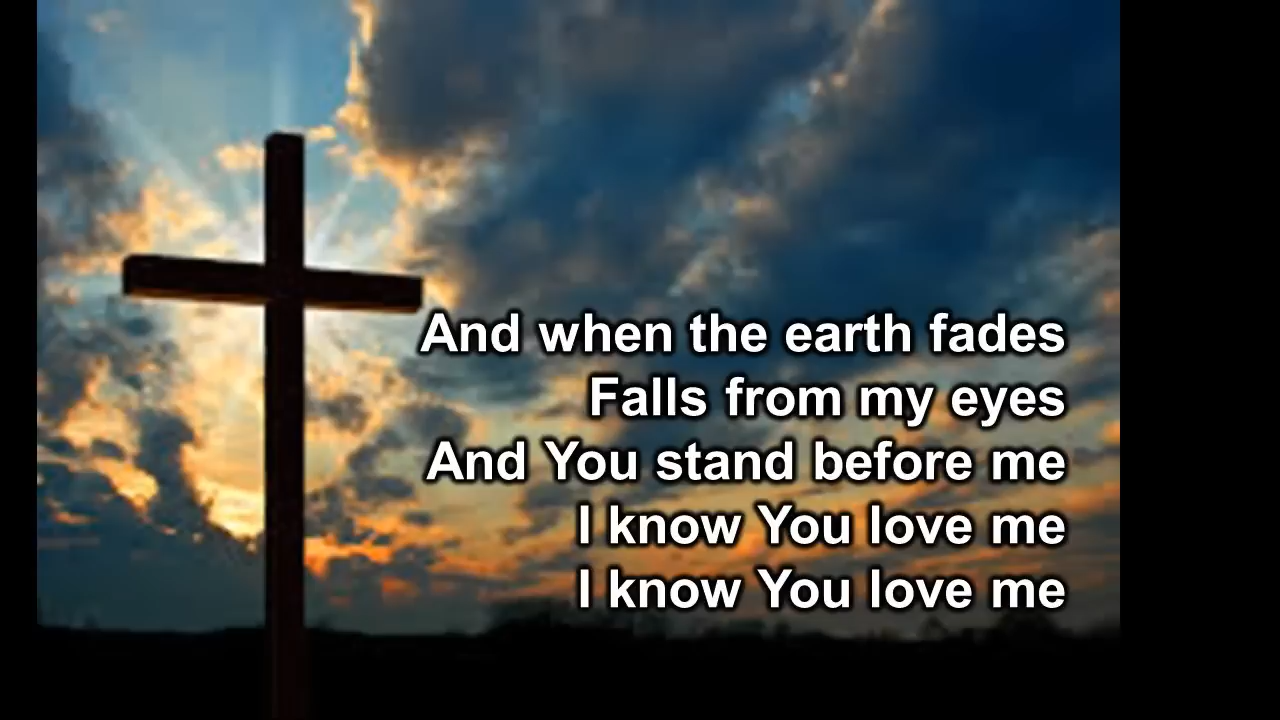 And when the earth fades
Falls from my eyes
And You stand before me
I know You love me
I know You love me